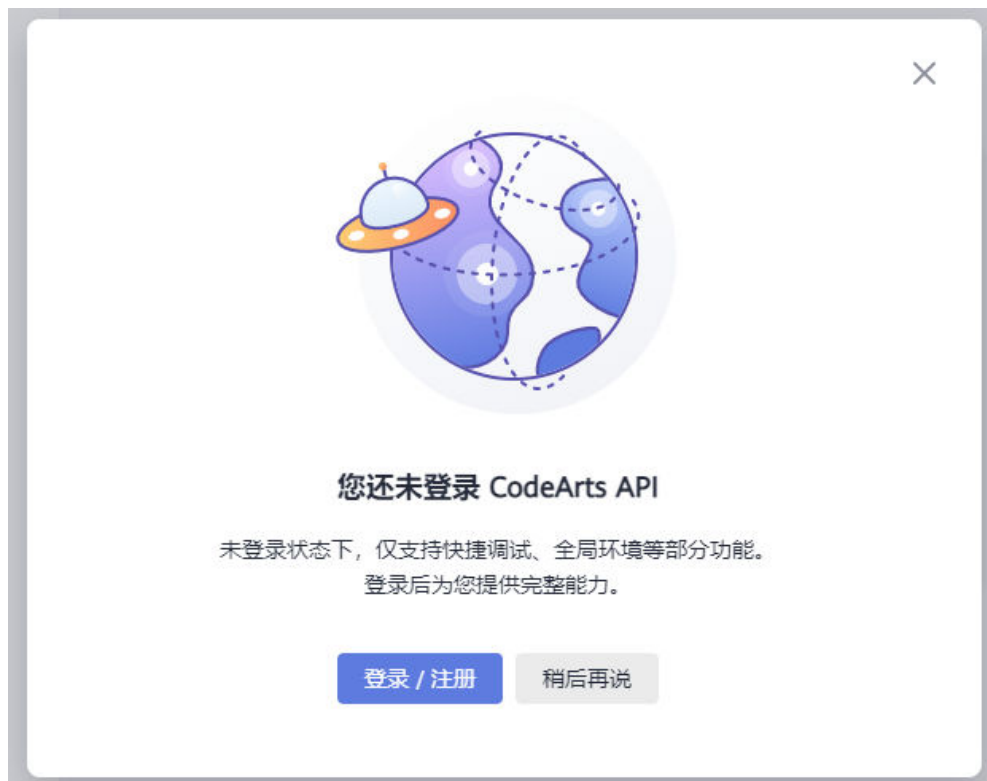 您还未登录 CodeArts API
未登录状态下，仅支持快捷调试、全局环境等部分功能。
登录后为您提供完整能力。
登录 / 注册
稍后再说